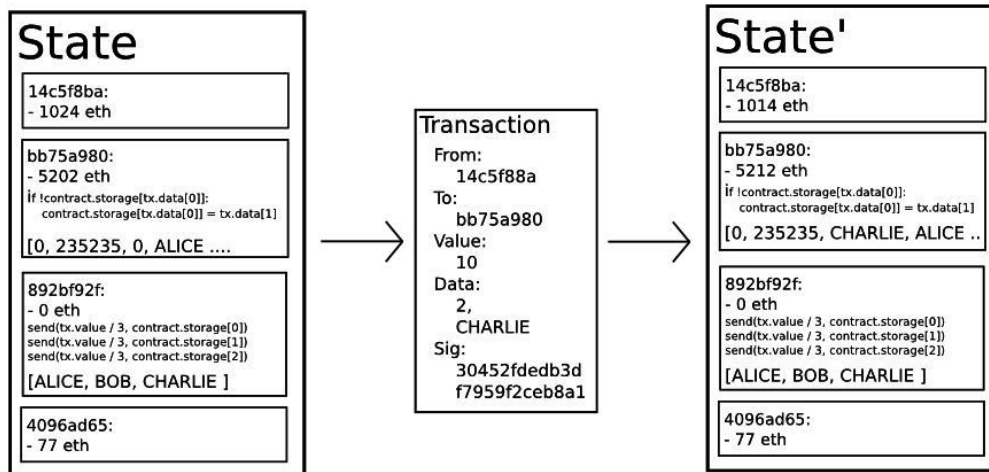 State
14c5f8ba:
- 1024 eth
bb75a980:
- 5202 eth
if !contract.storage[tx.data[0]]:
contract.storage[tx.data[0]] = tx.data[1]
[0, 235235, 0, ALICE ....
892bf92f:
- 0 eth
send(tx.value / 3, contract.storage[0])
send(tx.value / 3, contract.storage[1])
send(tx.value / 3, contract.storage[2])
[ALICE, BOB, CHARLIE ]
4096ad65:
- 77 eth
Transaction
From:
14c5f88a
To:
bb75a980
Value:
10
Data:
2,
CHARLIE
Sig:
30452fdedb3d
f7959f2ceb8a1
State'
14c5f8ba:
- 1014 eth
bb75a980:
- 5212 eth
if !contract.storage[tx.data[0]]:
contract.storage[tx.data[0]] = tx.data[1]
[0, 235235, CHARLIE, ALICE ..
892bf92f:
- 0 eth
send(tx.value / 3, contract.storage[0])
send(tx.value / 3, contract.storage[1])
send(tx.value / 3, contract.storage[2])
[ALICE, BOB, CHARLIE ]
4096ad65:
- 77 eth